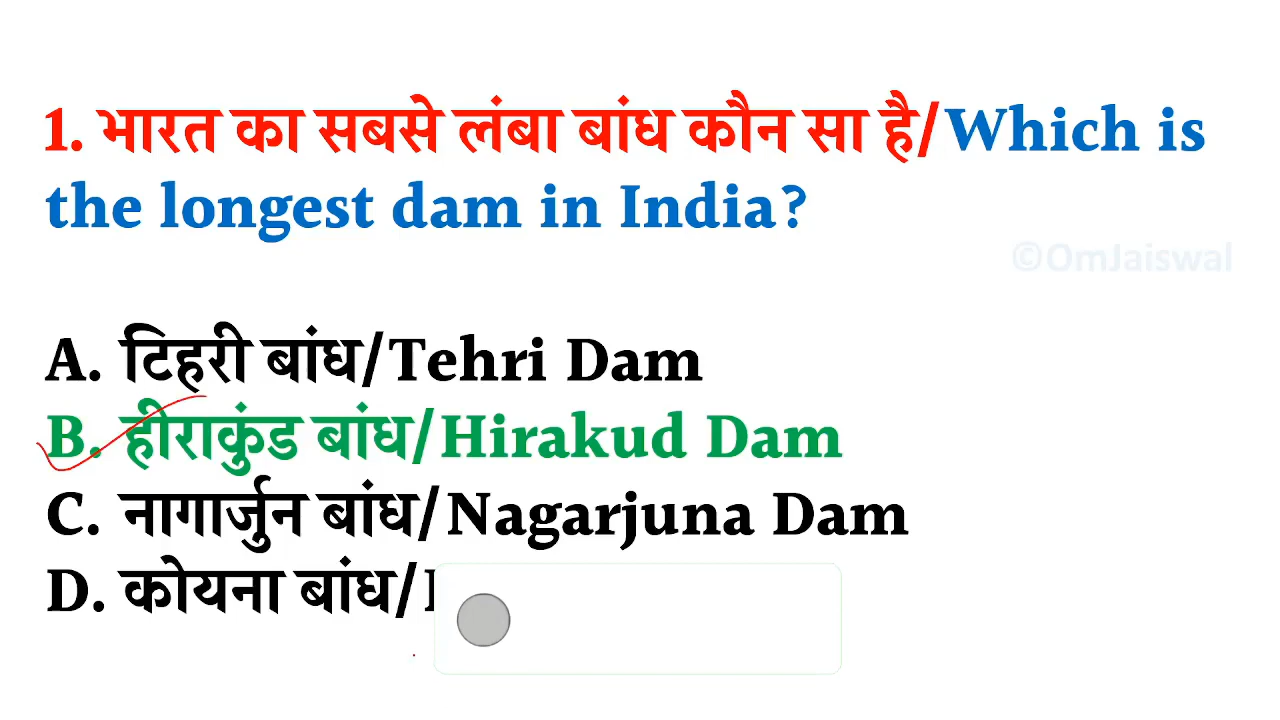 1. भारत का सबसे लंबा बांध कौन सा है/Which is
the longest dam in India?
©OmJaiswal
A. टिहरी बांध/Tehri Dam
B. हीराकुंड बांध/Hirakud Dam
C. नागार्जुन बांध/Nagarjuna Dam
D. कोयना बांध/